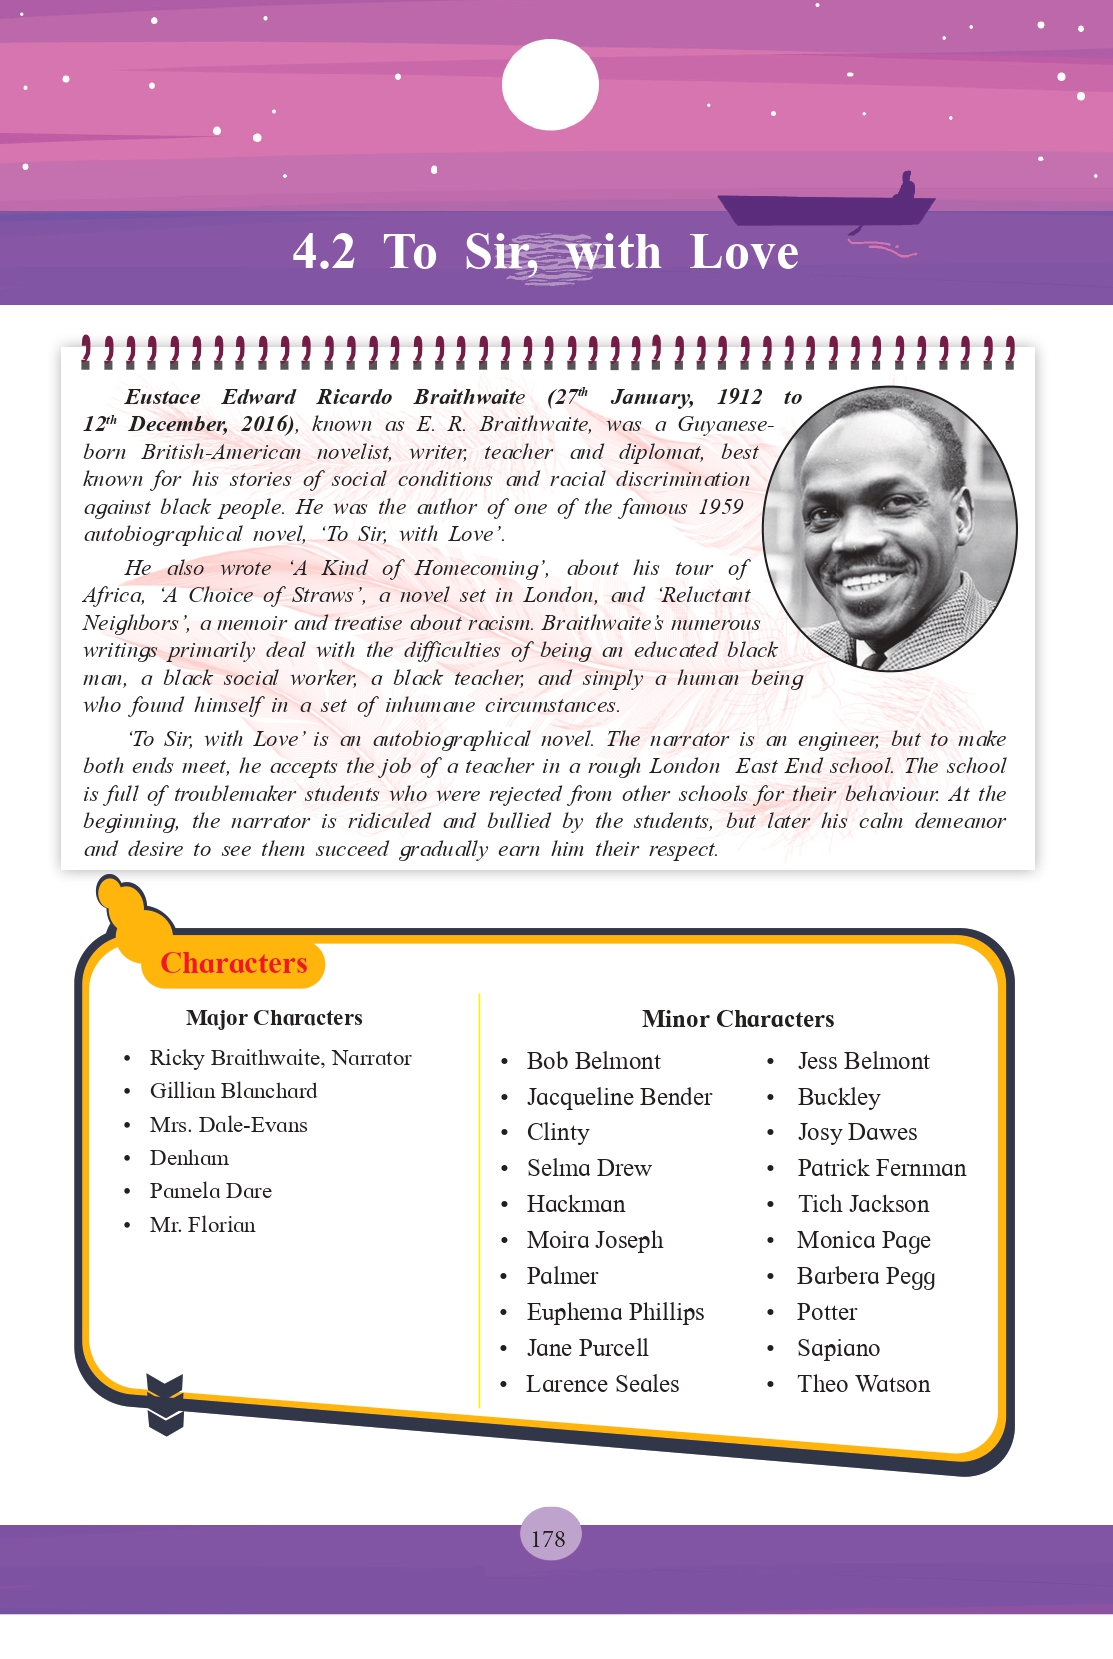 4.2 To Sir, with Love
Eustace Edward Ricardo Braithwaite (27th January, 1912 to
12th December, 2016), known as E. R. Braithwaite, was a Guyanese-
born British-American novelist, writer, teacher and diplomat, best
known for his stories of social conditions and racial discrimination
against black people. He was the author of one of the famous 1959
autobiographical novel, ‘To Sir, with Love’.
He also wrote ‘A Kind of Homecoming’, about his tour of
Africa, ‘A Choice of Straws’, a novel set in London, and ‘Reluctant
Neighbors’, a memoir and treatise about racism. Braithwaite’s numerous
writings primarily deal with the difficulties of being an educated black
man, a black social worker, a black teacher, and simply a human being
who found himself in a set of inhumane circumstances.
‘To Sir, with Love’ is an autobiographical novel. The narrator is an engineer, but to make
both ends meet, he accepts the job of a teacher in a rough London East End school. The school
is full of troublemaker students who were rejected from other schools for their behaviour. At the
beginning, the narrator is ridiculed and bullied by the students, but later his calm demeanor
and desire to see them succeed gradually earn him their respect.
Characters
Major Characters
• Ricky Braithwaite, Narrator
• Gillian Blanchard
• Mrs. Dale-Evans
• Denham
• Pamela Dare
• Mr. Florian
Minor Characters
• Bob Belmont
• Jacqueline Bender
• Clinty
• Selma Drew
• Hackman
• Moira Joseph
• Palmer
• Euphema Phillips
• Jane Purcell
• Larence Seales
• Jess Belmont
• Buckley
• Josy Dawes
• Patrick Fernman
• Tich Jackson
• Monica Page
• Barbera Pegg
• Potter
• Sapiano
• Theo Watson
178